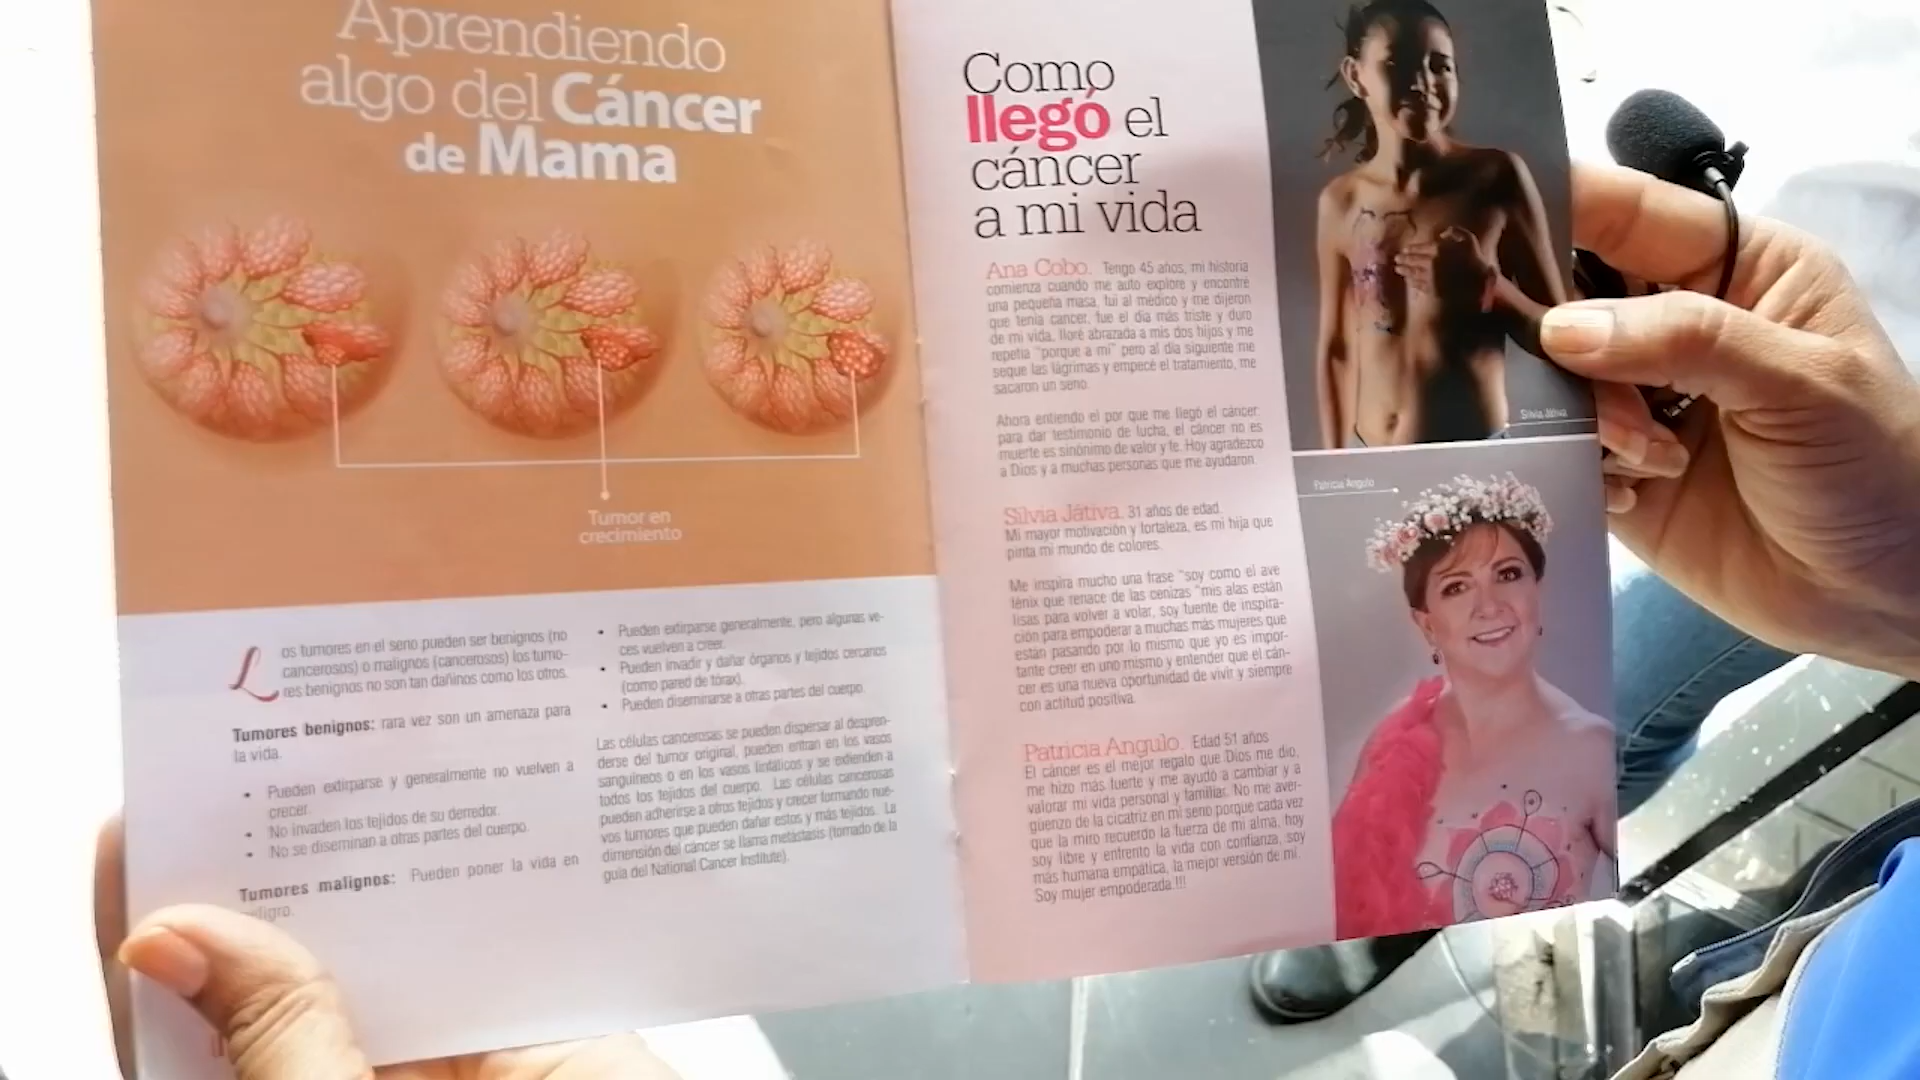 Aprendiendo
algo del Cáncer
de Mama
Tumor en
crecimiento
Los tumores en el seno pueden ser benignos (no
cancerosos) o malignos (cancerosos) los tumo-
res benignos no son tan dañinos como los otros.
Tumores benignos: rara vez son un amenaza para
la vida.
• Pueden extirparse y generalmente no vuelven a
crecer.
• No invaden los tejidos de su derredor.
• No se diseminan a otras partes del cuerpo.
Tumores malignos: Pueden poner la vida en
peligro.
• Pueden extirparse generalmente, pero algunas ve-
ces vuelven a creer.
• Pueden invadir y dañar órganos y tejidos cercanos
(como pared de tórax).
• Pueden diseminarse a otras partes del cuerpo.
Las células cancerosas se pueden dispersar al despren-
derse del tumor original, pueden entran en los vasos
sanguíneos o en los vasos linfáticos y se extienden a
todos los tejidos del cuerpo. Las células cancerosas
pueden adherirse a otros tejidos y crecer formando nue-
vos tumores que pueden dañar estos y más tejidos. La
dimensión del cáncer se llama metástasis (tomado de la
guía del National Cancer Institute).
Como
llegó el
cáncer
a mi vida
Ana Cobo. Tengo 45 años, mi historia
comienza cuando me auto explore y encontré
una pequeña masa, fui al médico y me dijeron
que tenía cancer, fue el día más triste y duro
de mi vida, lloré abrazada a mis dos hijos y me
repetía "porque a mi" pero al día siguiente me
seque las lágrimas y empecé el tratamiento, me
sacaron un seno.
Ahora entiendo el por que me llegó el cáncer:
para dar testimonio de lucha, el cáncer no es
muerte es sinónimo de valor y fe. Hoy agradezco
a Dios y a muchas personas que me ayudaron.
Silvia Játiva. 31 años de edad.
Mi mayor motivación y fortaleza, es mi hija que
pinta mi mundo de colores.
Me inspira mucho una frase "soy como el ave
fénix que renace de las cenizas "mis alas están
listas para volver a volar, soy fuente de inspira-
ción para empoderar a muchas más mujeres que
están pasando por lo mismo que yo es impor-
tante creer en uno mismo y entender que el cán-
cer es una nueva oportunidad de vivir y siempre
con actitud positiva.
Patricia Angulo. Edad 51 años
El cáncer es el mejor regalo que Dios me dio,
me hizo más fuerte y me ayudó a cambiar y a
valorar mi vida personal y familiar. No me aver-
güenzo de la cicatriz en mi seno porque cada vez
que la miro recuerdo la fuerza de mi alma, hoy
soy libre y enfrento la vida con confianza, soy
más humana empática, la mejor versión de mi.
Soy mujer empoderada !!!
Silvia Játiva
Patricia Angulo